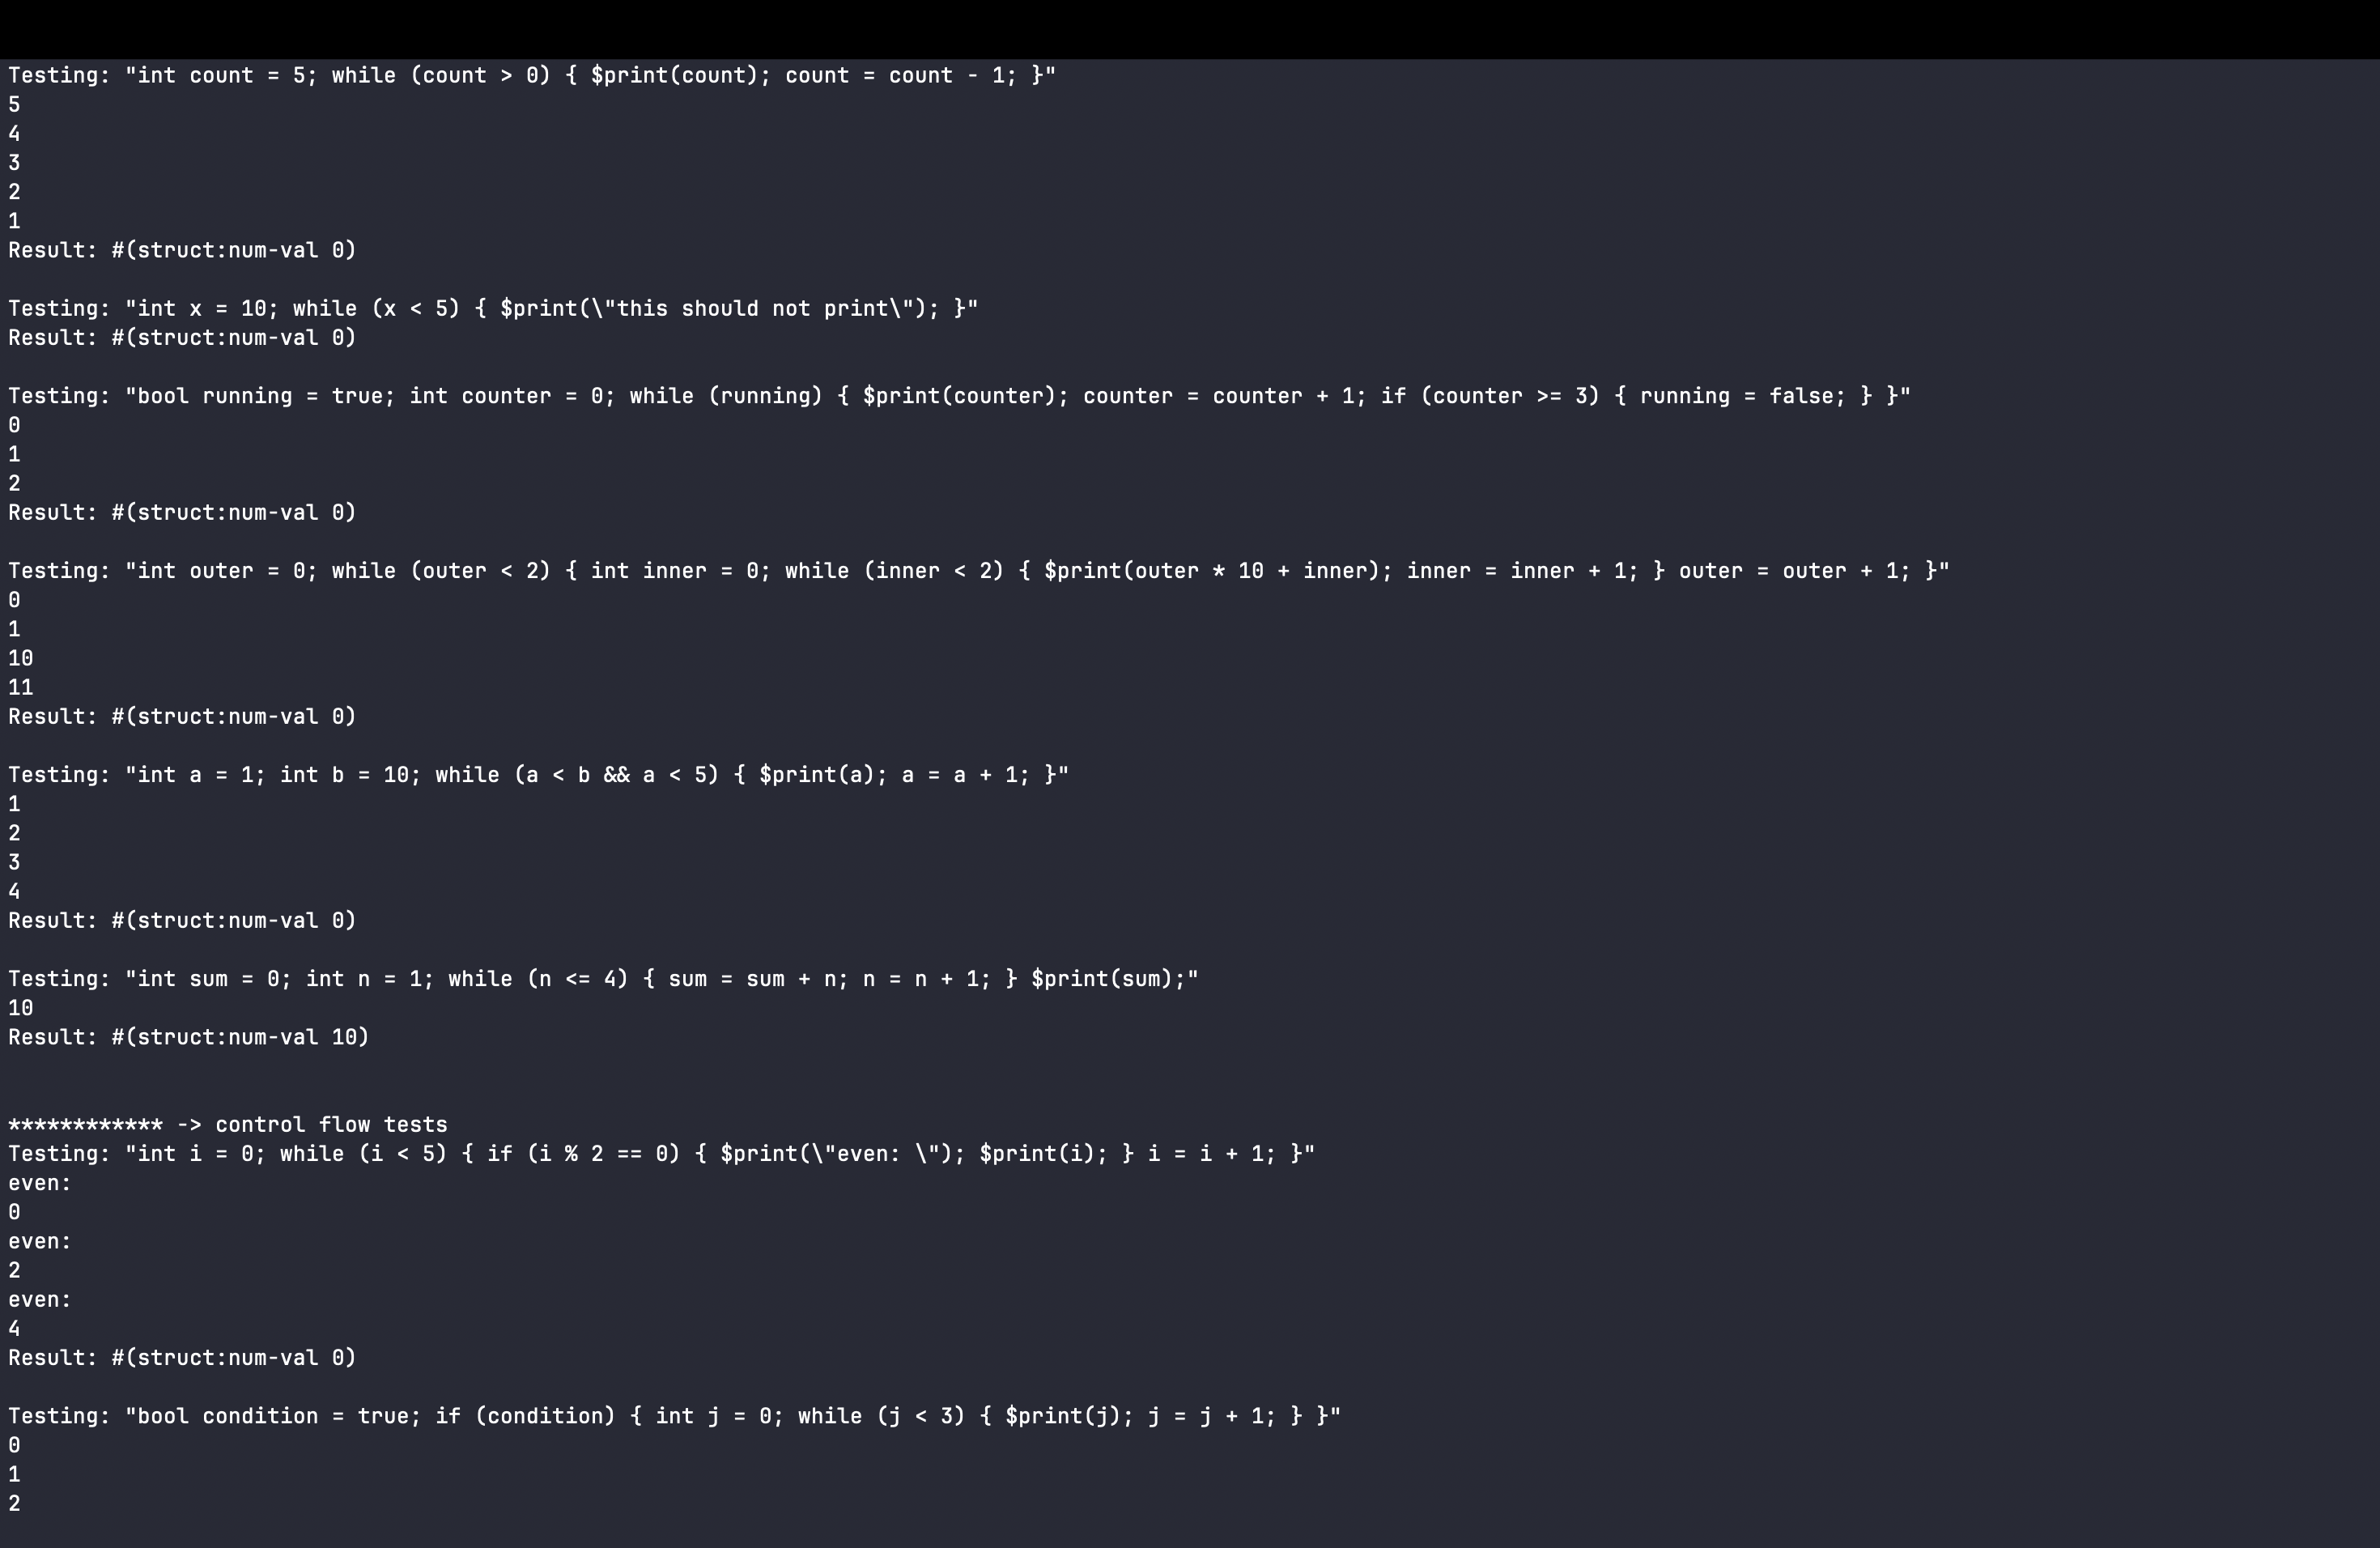 Testing: "int count = 5; while (count > 0) { $print(count); count = count - 1; }"
5
4
3
2
1
Result: #(struct:num-val 0)
Testing: "int x = 10; while (x < 5) { $print(\"this should not print\"); }"
Result: #(struct:num-val 0)
Testing: "bool running = true; int counter = 0; while (running) { $print(counter); counter = counter + 1; if (counter >= 3) { running = false; } }"
0
1
2
Result: #(struct:num-val 0)
Testing: "int outer = 0; while (outer < 2) { int inner = 0; while (inner < 2) { $print(outer * 10 + inner); inner = inner + 1; } outer = outer + 1; }"
0
1
10
11
Result: #(struct:num-val 0)
Testing: "int a = 1; int b = 10; while (a < b && a < 5) { $print(a); a = a + 1; }"
1
2
3
4
Result: #(struct:num-val 0)
Testing: "int sum = 0; int n = 1; while (n <= 4) { sum = sum + n; n = n + 1; } $print(sum);"
10
Result: #(struct:num-val 10)
************ -> control flow tests
Testing: "int i = 0; while (i < 5) { if (i % 2 == 0) { $print(\"even: \"); $print(i); } i = i + 1; }"
even:
0
even:
2
even:
4
Result: #(struct:num-val 0)
Testing: "bool condition = true; if (condition) { int j = 0; while (j < 3) { $print(j); j = j + 1; } }"
0
1
2